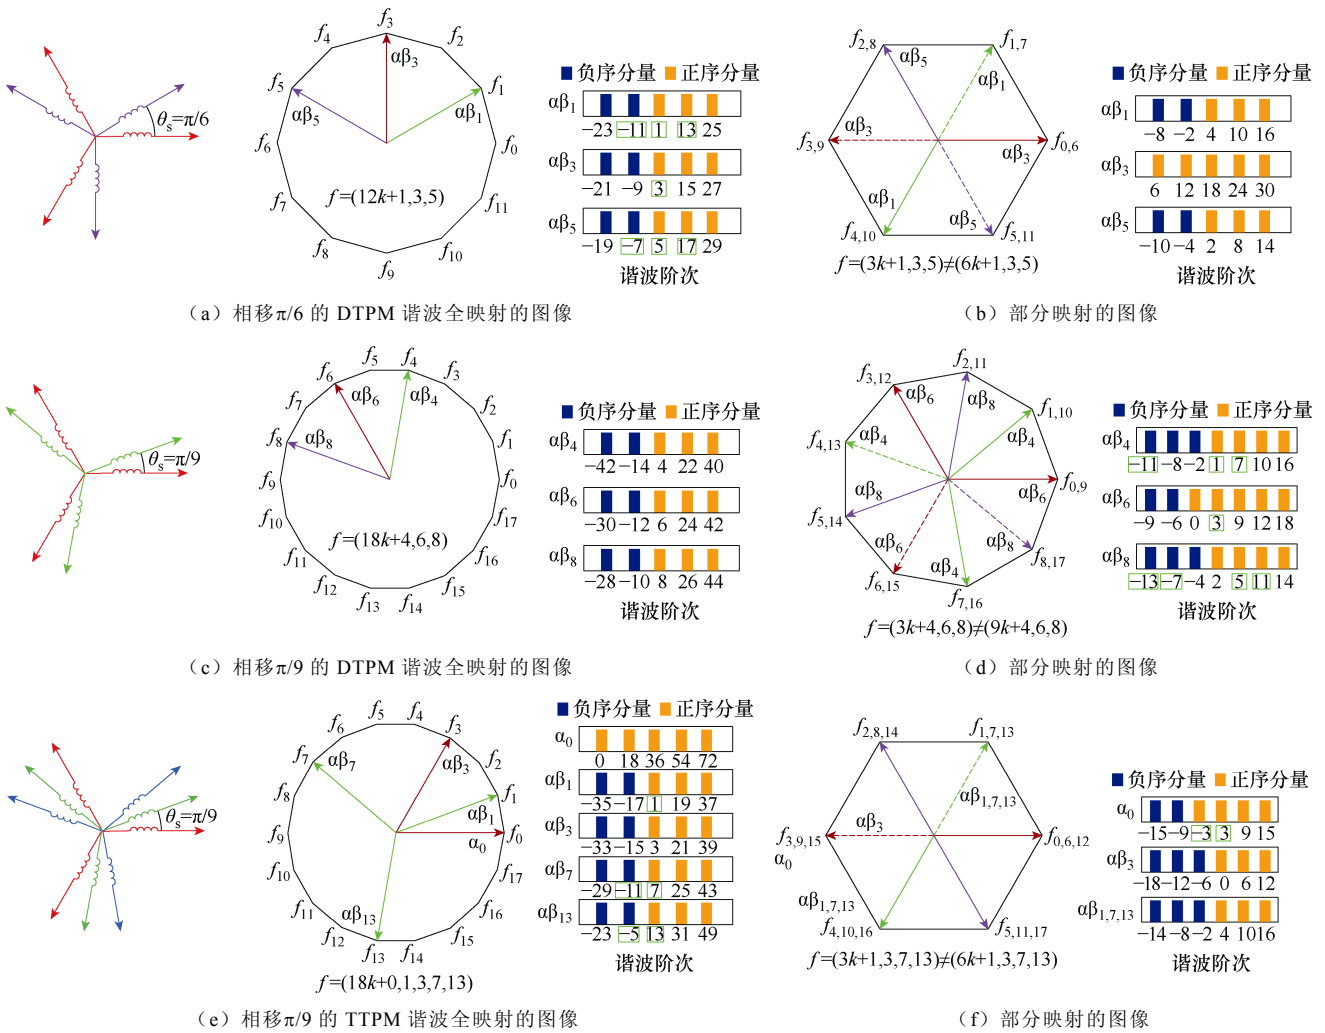 θs=π/6
f3
f4
f2
αβ3
f5
f1
αβ5
αβ1
f6
f0
f=(12k+1,3,5)
f7
f11
f8
f10
f9
负序分量 正序分量
αβ1
−23 −11 1 13 25
αβ3
−21 −9 3 15 27
αβ5
−19 −7 5 17 29
谐波阶次
f2,8
f1,7
αβ5
αβ1
αβ3
f3,9
αβ3
f0,6
αβ1
αβ5
f4,10
f5,11
f=(3k+1,3,5)≠(6k+1,3,5)
负序分量 正序分量
αβ1
−8 −2 4 10 16
αβ3
6 12 18 24 30
αβ5
−10 −4 2 8 14
谐波阶次
（a）相移π/6 的 DTPM 谐波全映射的图像
（b）部分映射的图像
θs=π/9
f5
f4
f6
f3
αβ6
αβ4
f7
f2
f8
αβ8
f1
f9
f0
f10
f17
f=(18k+4,6,8)
f11
f16
f12
f15
f13
f14
负序分量 正序分量
αβ4
−42 −14 4 22 40
αβ6
−30 −12 6 24 42
αβ8
−28 −10 8 26 44
谐波阶次
f2,11
f3,12
αβ6
αβ8
f1,10
f4,13
αβ4
αβ4
αβ8
αβ6
f0,9
f5,14
αβ6
αβ8
αβ4
f8,17
f6,15
f7,16
f=(3k+4,6,8)≠(9k+4,6,8)
负序分量 正序分量
αβ4
−11 −8 −2 1 7 10 16
αβ6
−9 −6 0 3 9 12 18
αβ8
−13 −7 −4 2 5 11 14
谐波阶次
（c）相移π/9 的 DTPM 谐波全映射的图像
（d）部分映射的图像
θs=π/9
f5
f4
f6
f3
f7
αβ7
αβ3
f2
f8
f1
αβ1
f9
α0
f0
f10
f17
f11
αβ13
f16
f12
f15
f13
f14
f=(18k+0,1,3,7,13)
负序分量 正序分量
α0
0 18 36 54 72
αβ1
−35 −17 1 19 37
αβ3
−33 −15 3 21 39
αβ7
−29 −11 7 25 43
αβ13
−23 −5 13 31 49
谐波阶次
f2,8,14
f1,7,13
αβ1,7,13
f3,9,15
αβ3
f0,6,12
α0
αβ1,7,13
f4,10,16
f5,11,17
f=(3k+1,3,7,13)≠(6k+1,3,7,13)
负序分量 正序分量
α0
−15 −9 −3 3 9 15
αβ3
−18 −12 −6 0 6 12
αβ1,7,13
−14 −8 −2 4 10 16
谐波阶次
（e）相移π/9 的 TTPM 谐波全映射的图像
（f）部分映射的图像